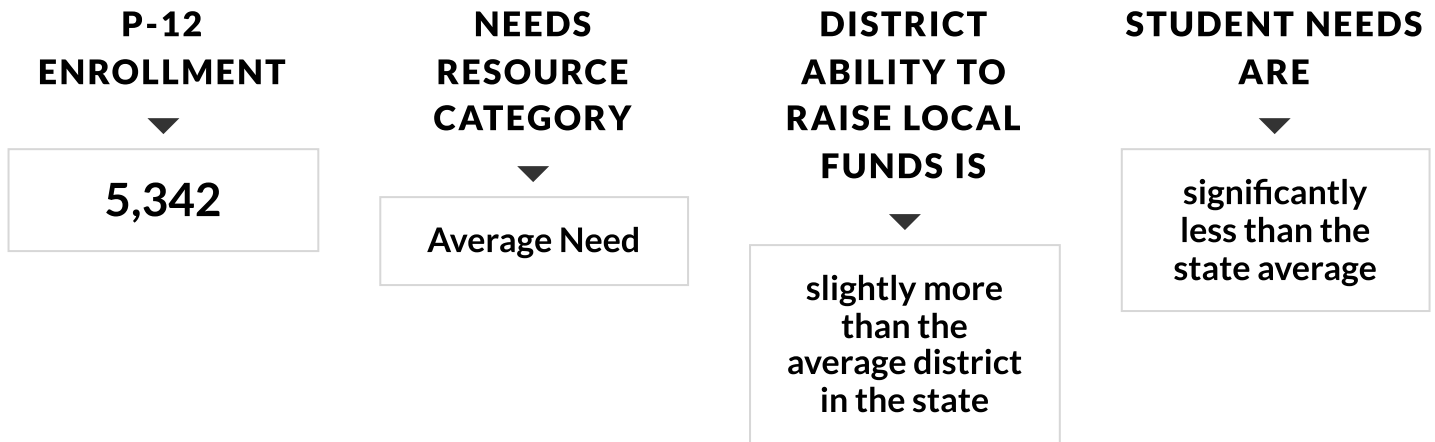 P-12
ENROLLMENT
5,342
NEEDS
RESOURCE
CATEGORY
Average Need
DISTRICT
ABILITY TO
RAISE LOCAL
FUNDS IS
slightly more
than the
average district
in the state
STUDENT NEEDS
ARE
significantly
less than the
state average